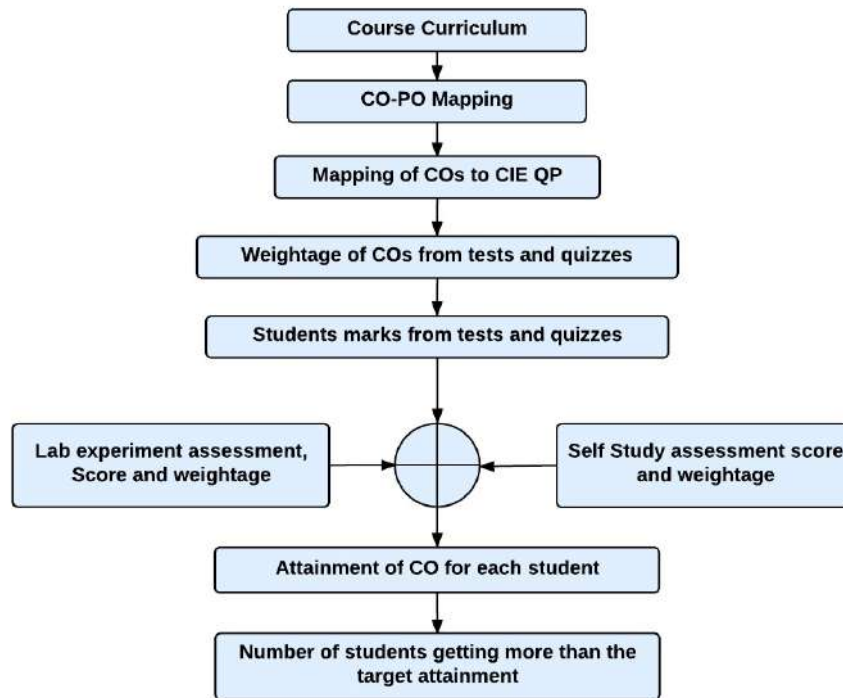 Course Curriculum
CO-PO Mapping
Mapping of COs to CIE QP
Weightage of COs from tests and quizzes
Students marks from tests and quizzes
Lab experiment assessment,
Score and weightage
Self Study assessment score
and weightage
Attainment of CO for each student
Number of students getting more than the
target attainment